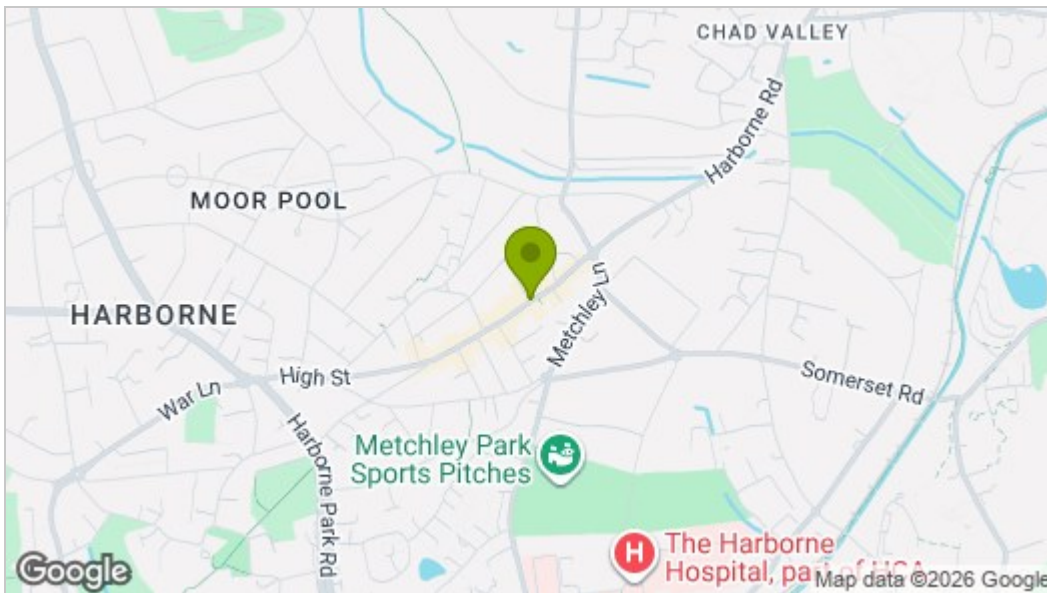 CHAD VALLEY
Harborne Rd
MOOR POOL
Metchley Ln
HARBORNE
High St
War Ln
Somerset Rd
Harborne Park Rd
Metchley Park
Sports Pitches
H
The Harborne
Hospital, part of HCA
Google
Map data ©2026 Google